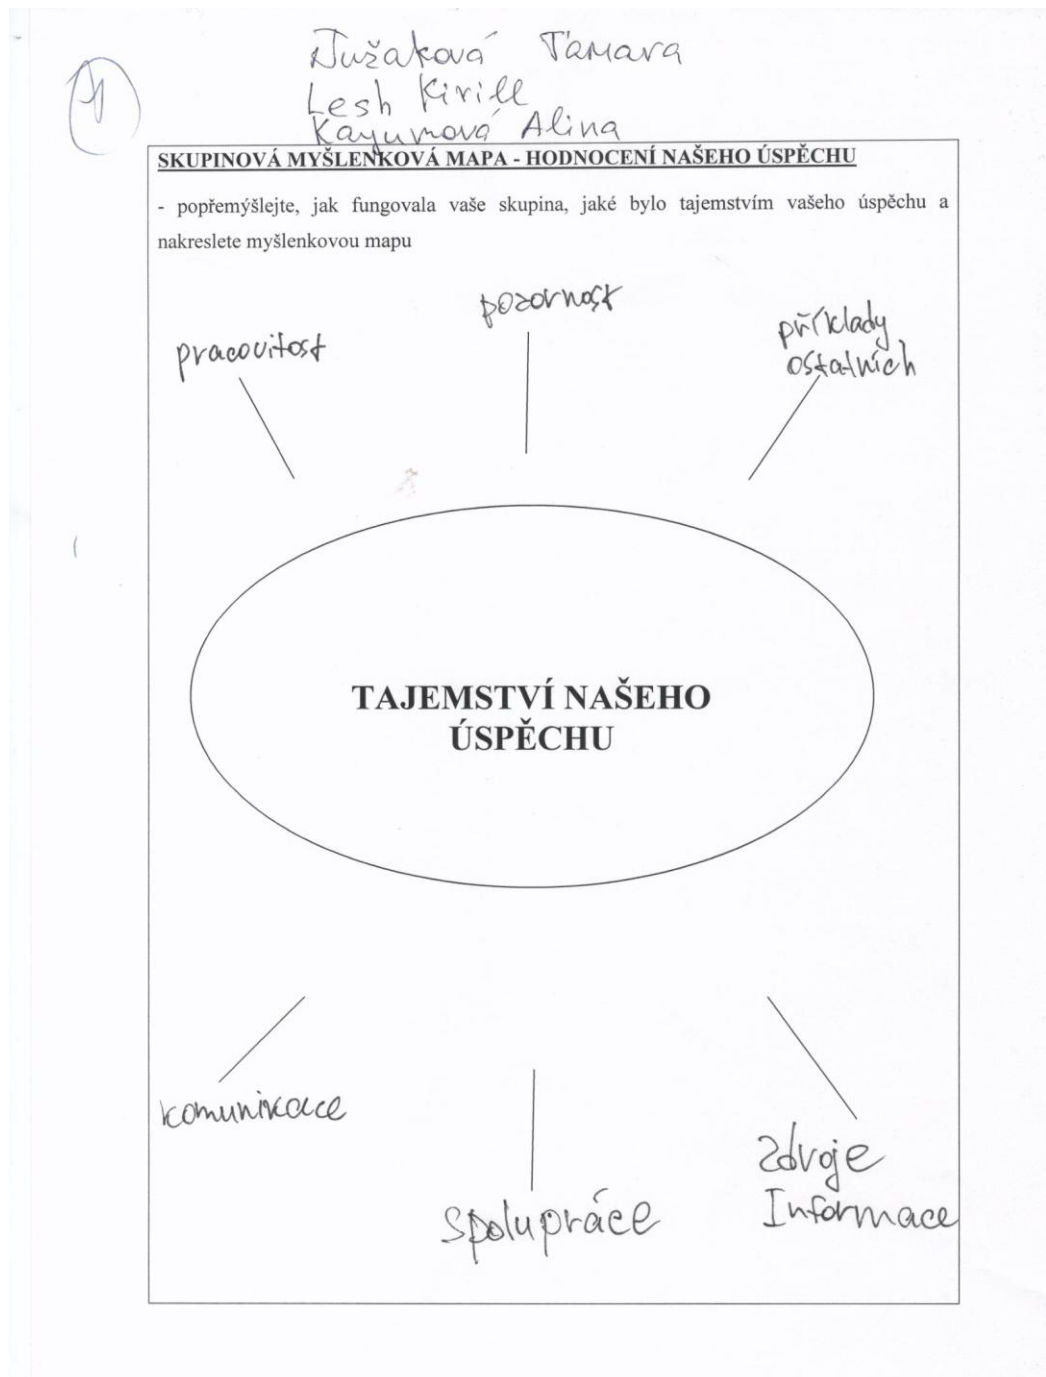 Tamara
Lesh Kirill
Kayumová Alina
SKUPINOVÁ MYŠLENKOVÁ MAPA - HODNOCENÍ NAŠEHO ÚSPĚCHU
- popřemýšlejte, jak fungovala vaše skupina, jaké bylo tajemstvím vašeho úspěchu a
nakreslete myšlenkovou mapu
pozornost
příklady
ostatních
pracovitost
TAJEMSTVÍ NAŠEHO
ÚSPĚCHU
komunikace
spolupráce
zdroje
Informace